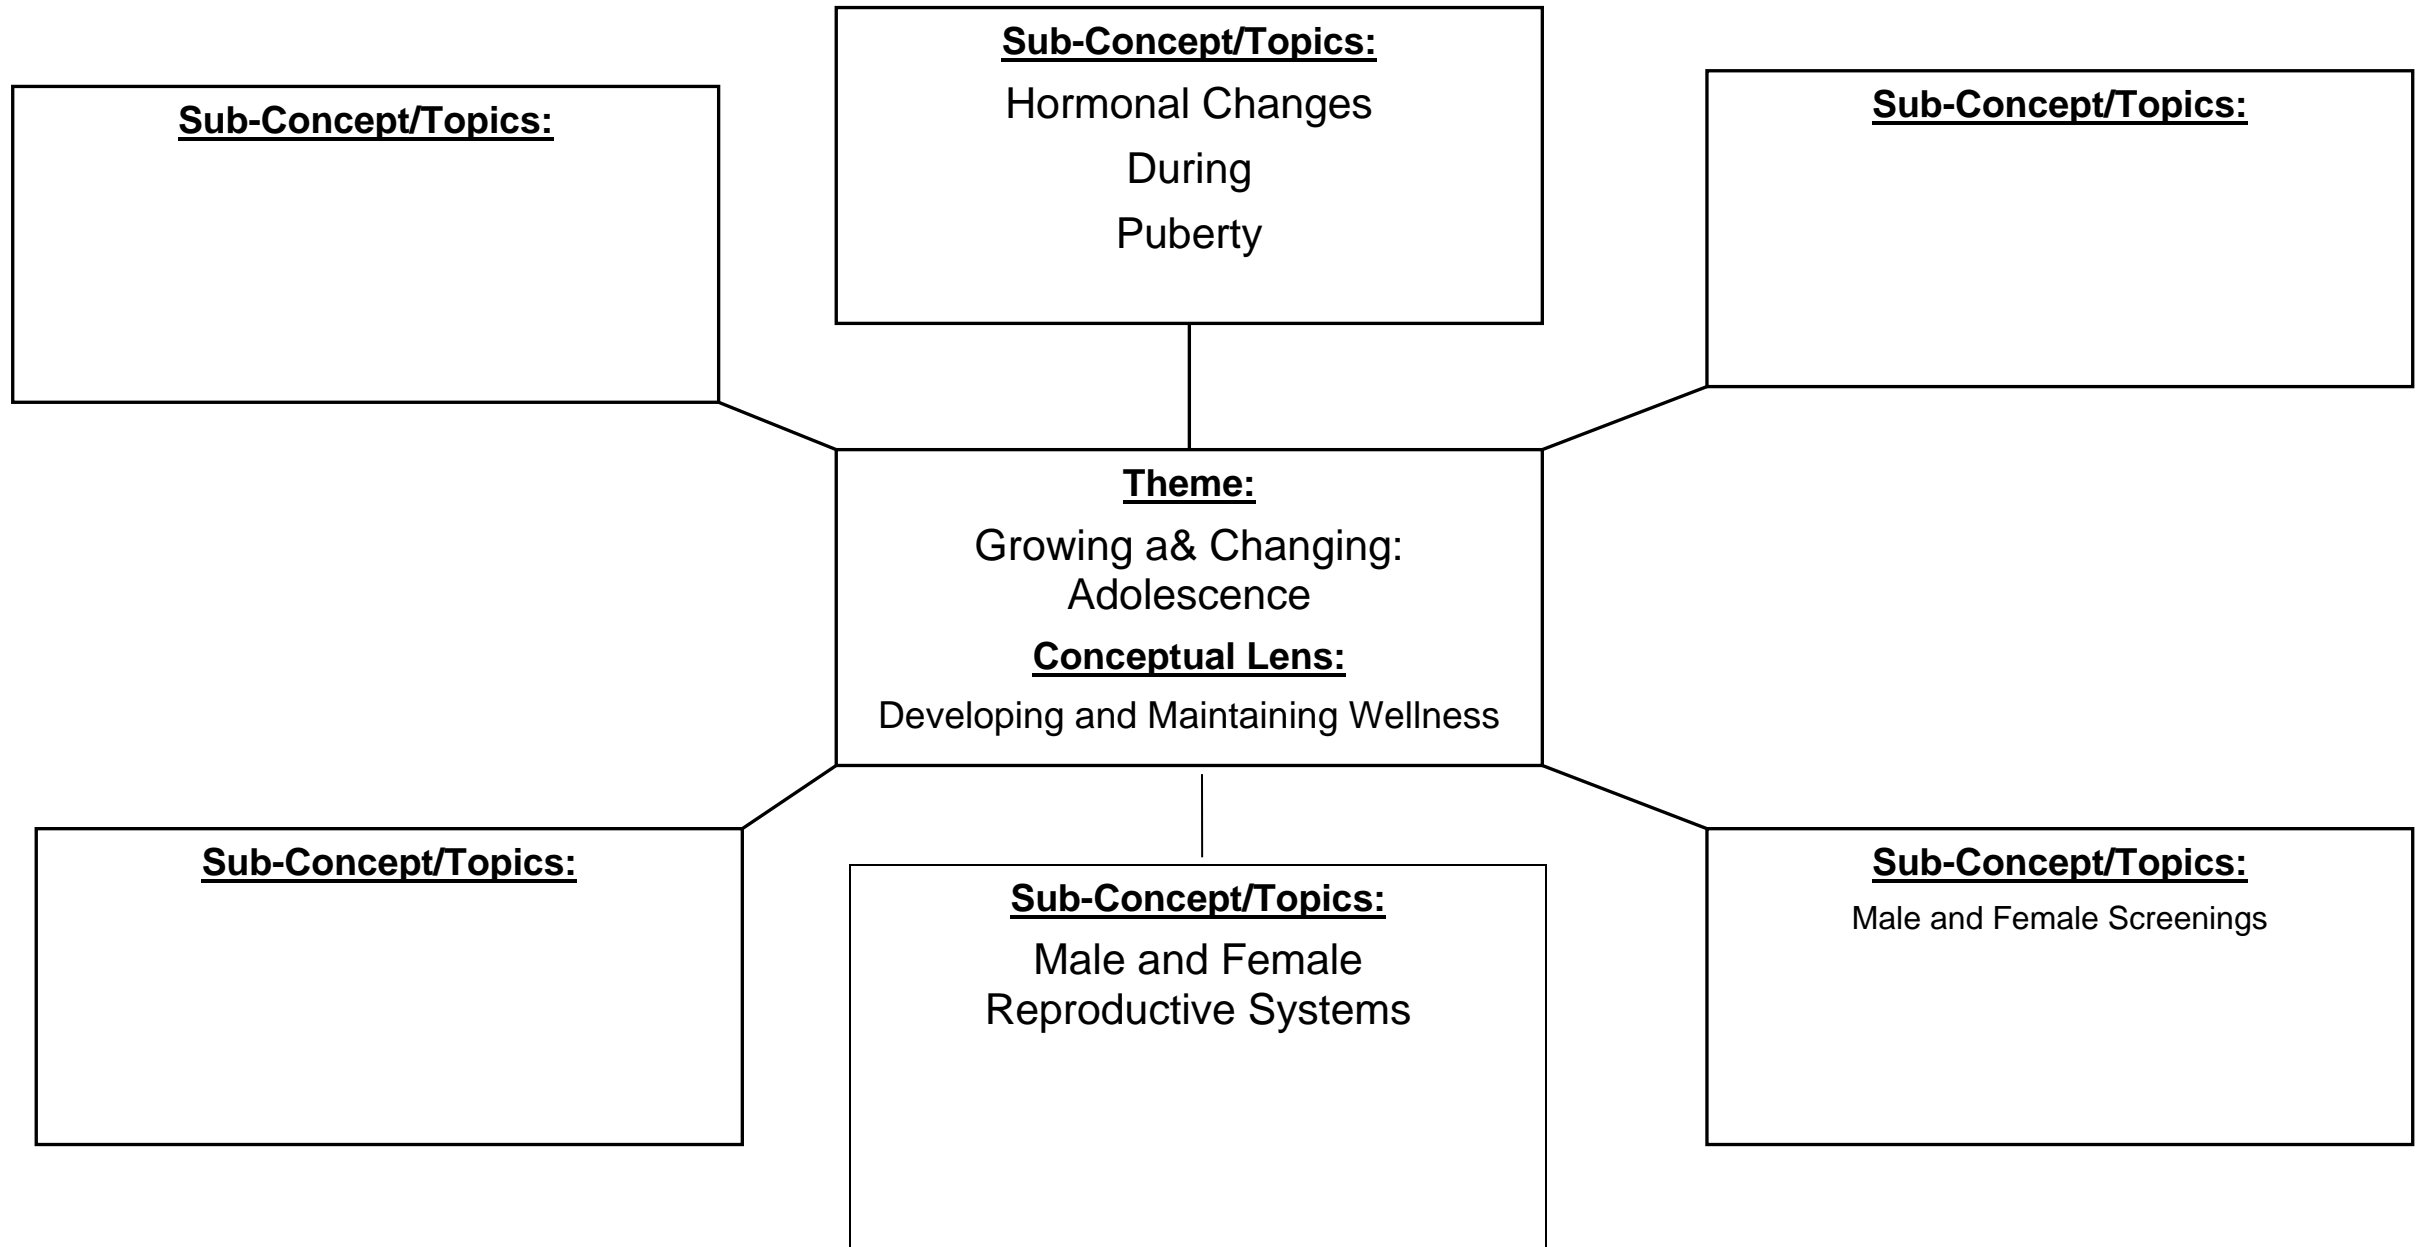 Sub-Concept/Topics:
Sub-Concept/Topics:
Hormonal Changes
During
Puberty
Sub-Concept/Topics:
Theme:
Growing a& Changing:
Adolescence
Conceptual Lens:
Developing and Maintaining Wellness
Sub-Concept/Topics:
Sub-Concept/Topics:
Male and Female
Reproductive Systems
Sub-Concept/Topics:
Male and Female Screenings